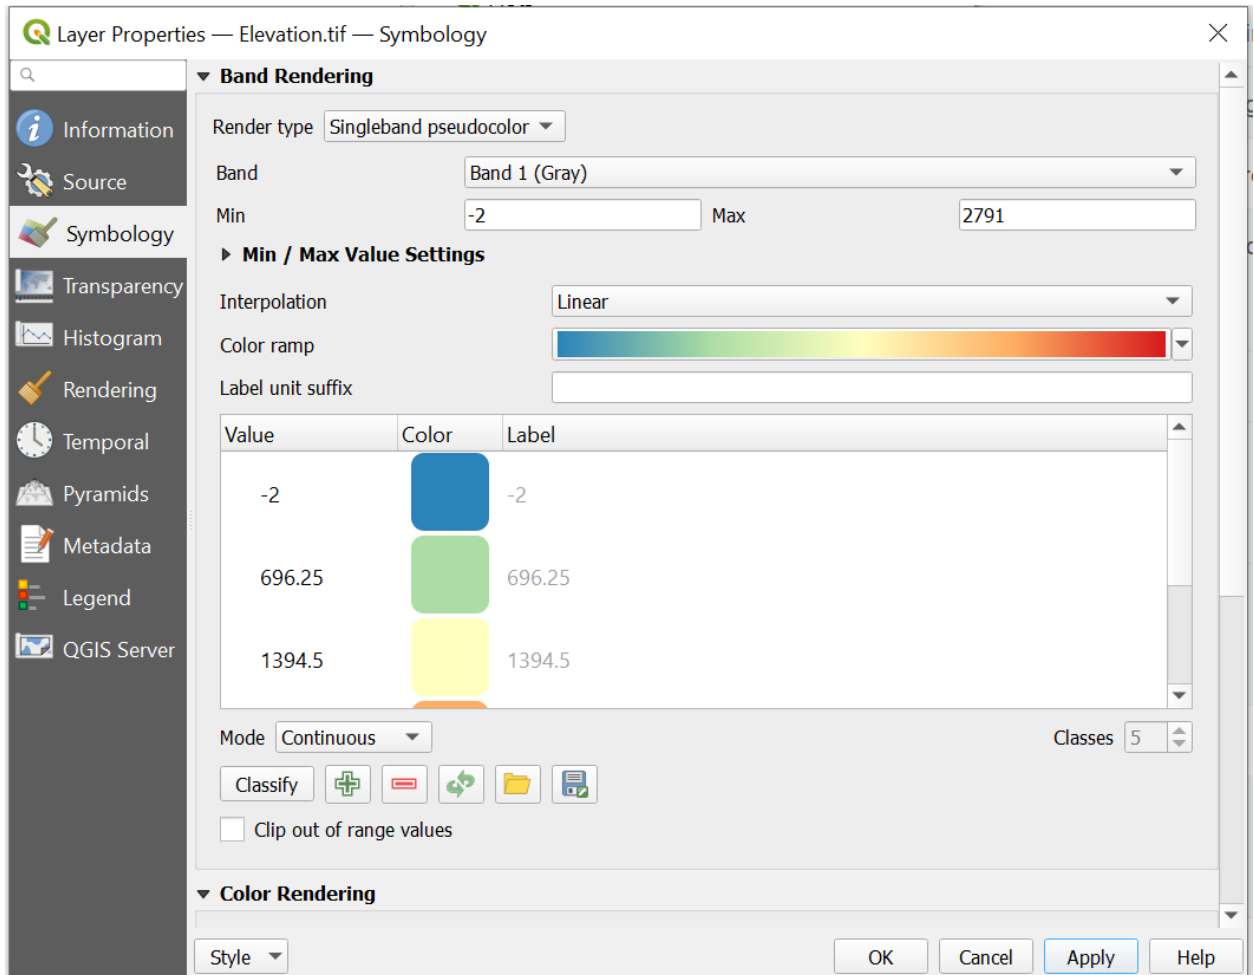 Layer Properties — Elevation.tif — Symbology
Information
Source
Symbology
Transparency
Histogram
Rendering
Temporal
Pyramids
Metadata
Legend
QGIS Server
Band Rendering
Render type Singleband pseudocolor
Band Band 1 (Gray)
Min -2 Max 2791
Min / Max Value Settings
Interpolation Linear
Color ramp
Label unit suffix
Value Color Label
-2 -2
696.25 696.25
1394.5 1394.5
Mode Continuous Classes 5
Classify
Clip out of range values
Color Rendering
Style OK Cancel Apply Help